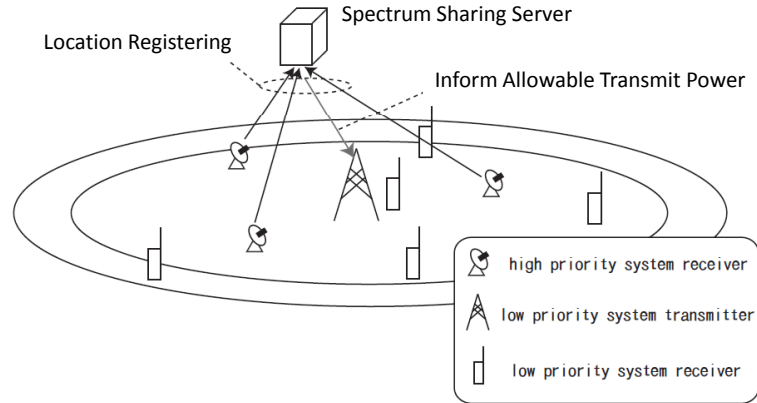 Spectrum Sharing Server
Location Registering
Inform Allowable Transmit Power
high priority system receiver
low priority system transmitter
low priority system receiver